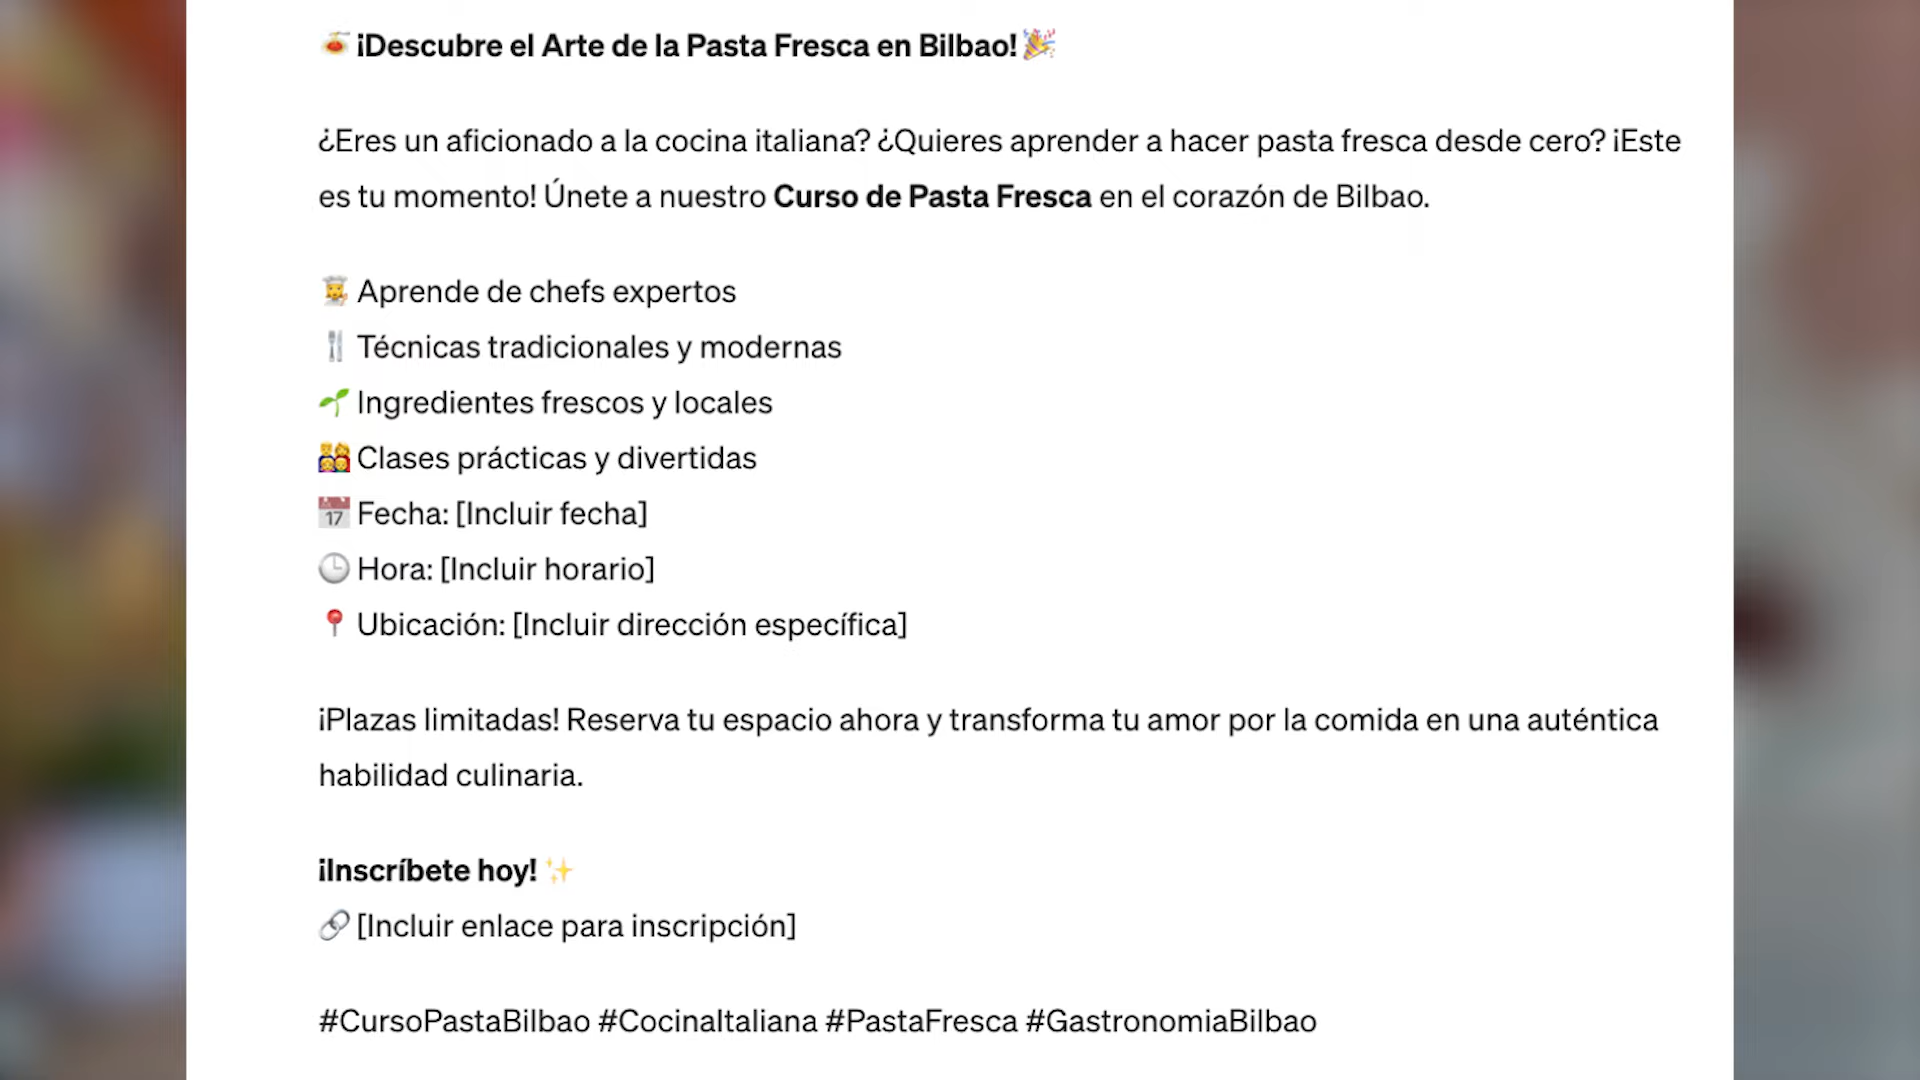 🍝 ¡Descubre el Arte de la Pasta Fresca en Bilbao! 🎉
¿Eres un aficionado a la cocina italiana? ¿Quieres aprender a hacer pasta fresca desde cero? ¡Este
es tu momento! Únete a nuestro Curso de Pasta Fresca en el corazón de Bilbao.
👩‍🍳 Aprende de chefs expertos
🍴 Técnicas tradicionales y modernas
🌱 Ingredientes frescos y locales
👨‍👩‍👧‍👦 Clases prácticas y divertidas
📅 Fecha: [Incluir fecha]
🕒 Hora: [Incluir horario]
📍 Ubicación: [Incluir dirección específica]
¡Plazas limitadas! Reserva tu espacio ahora y transforma tu amor por la comida en una auténtica
habilidad culinaria.
¡Inscríbete hoy! ✨
🔗 [Incluir enlace para inscripción]
#CursoPastaBilbao #CocinaItaliana #PastaFresca #GastronomiaBilbao